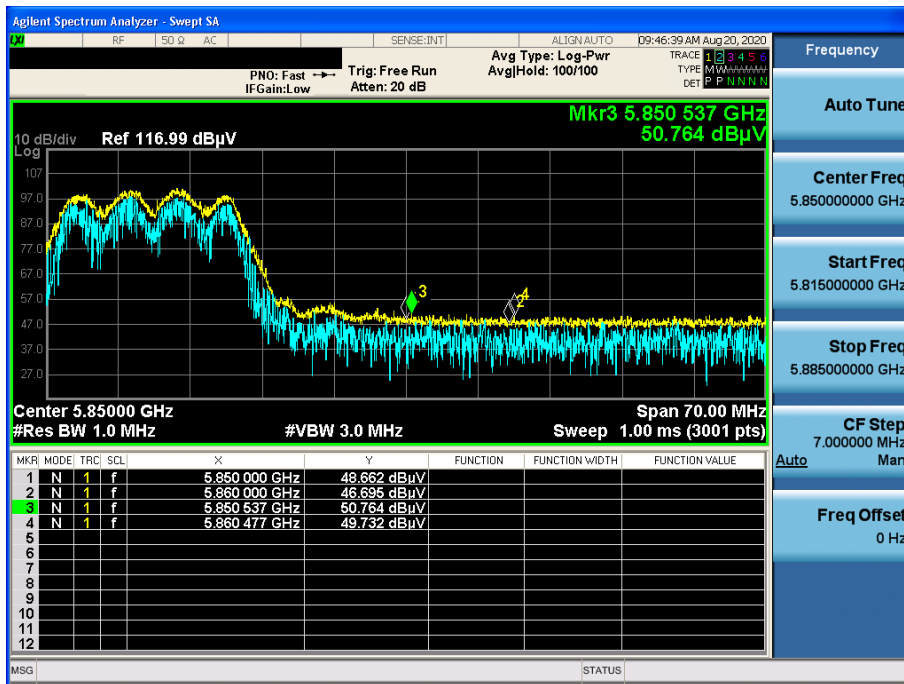 Agilent Spectrum Analyzer - Swept SA
LXI RF 50 Ω AC SENSE:INT ALIGN AUTO 09:46:39 AM Aug 20, 2020
Frequency
PNO: Fast Trig: Free Run Avg Type: Log-Pwr TRACE 1 2 3 4 5 6
IFGain:Low Atten: 20 dB Avg|Hold: 100/100 TYPE MWWWWW
DET P P N N N N
Auto Tune
Mkr3 5.850 537 GHz
50.764 dBµV
10 dB/div Ref 116.99 dBµV
Log
107
97.0
87.0
77.0
67.0
57.0
47.0
37.0
27.0
3
2
4
Center 5.85000 GHz Span 70.00 MHz
#Res BW 1.0 MHz #VBW 3.0 MHz Sweep 1.00 ms (3001 pts)
Center Freq
5.850000000 GHz
Start Freq
5.815000000 GHz
Stop Freq
5.885000000 GHz
CF Step
7.000000 MHz
Auto Man
Freq Offset
0 Hz
MKR MODE TRC SCL X Y FUNCTION FUNCTION WIDTH FUNCTION VALUE
1 N 1 f 5.850 000 GHz 48.662 dBµV
2 N 1 f 5.860 000 GHz 46.695 dBµV
3 N 1 f 5.850 537 GHz 50.764 dBµV
4 N 1 f 5.860 477 GHz 49.732 dBµV
5
6
7
8
9
10
11
12
MSG STATUS